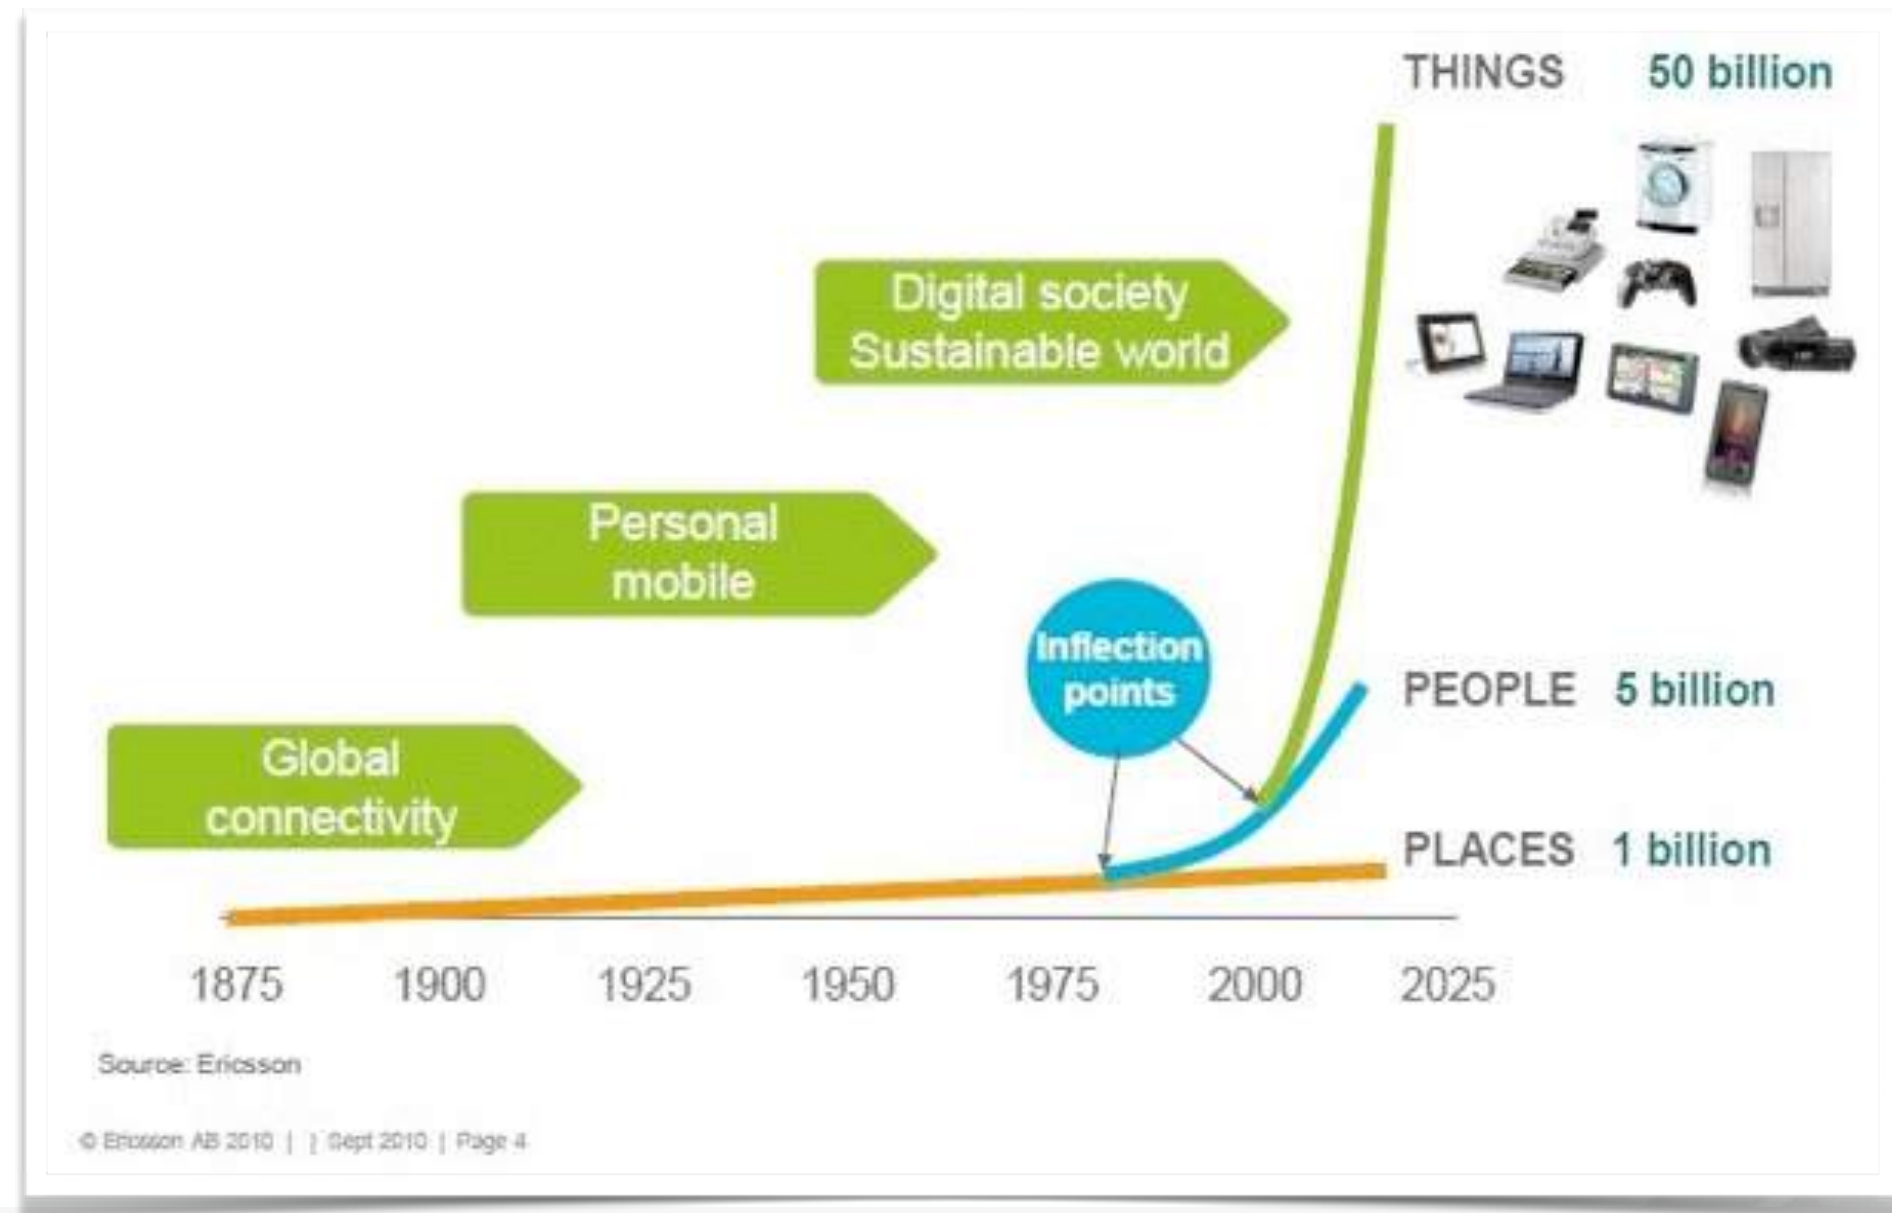 THINGS 50 billion
Digital society
Sustainable world
Personal
mobile
Inflection
points
PEOPLE 5 billion
Global
connectivity
PLACES 1 billion
1875 1900 1925 1950 1975 2000 2025
Source: Ericsson
© Ericsson AB 2010 | | Sept 2010 | Page 4